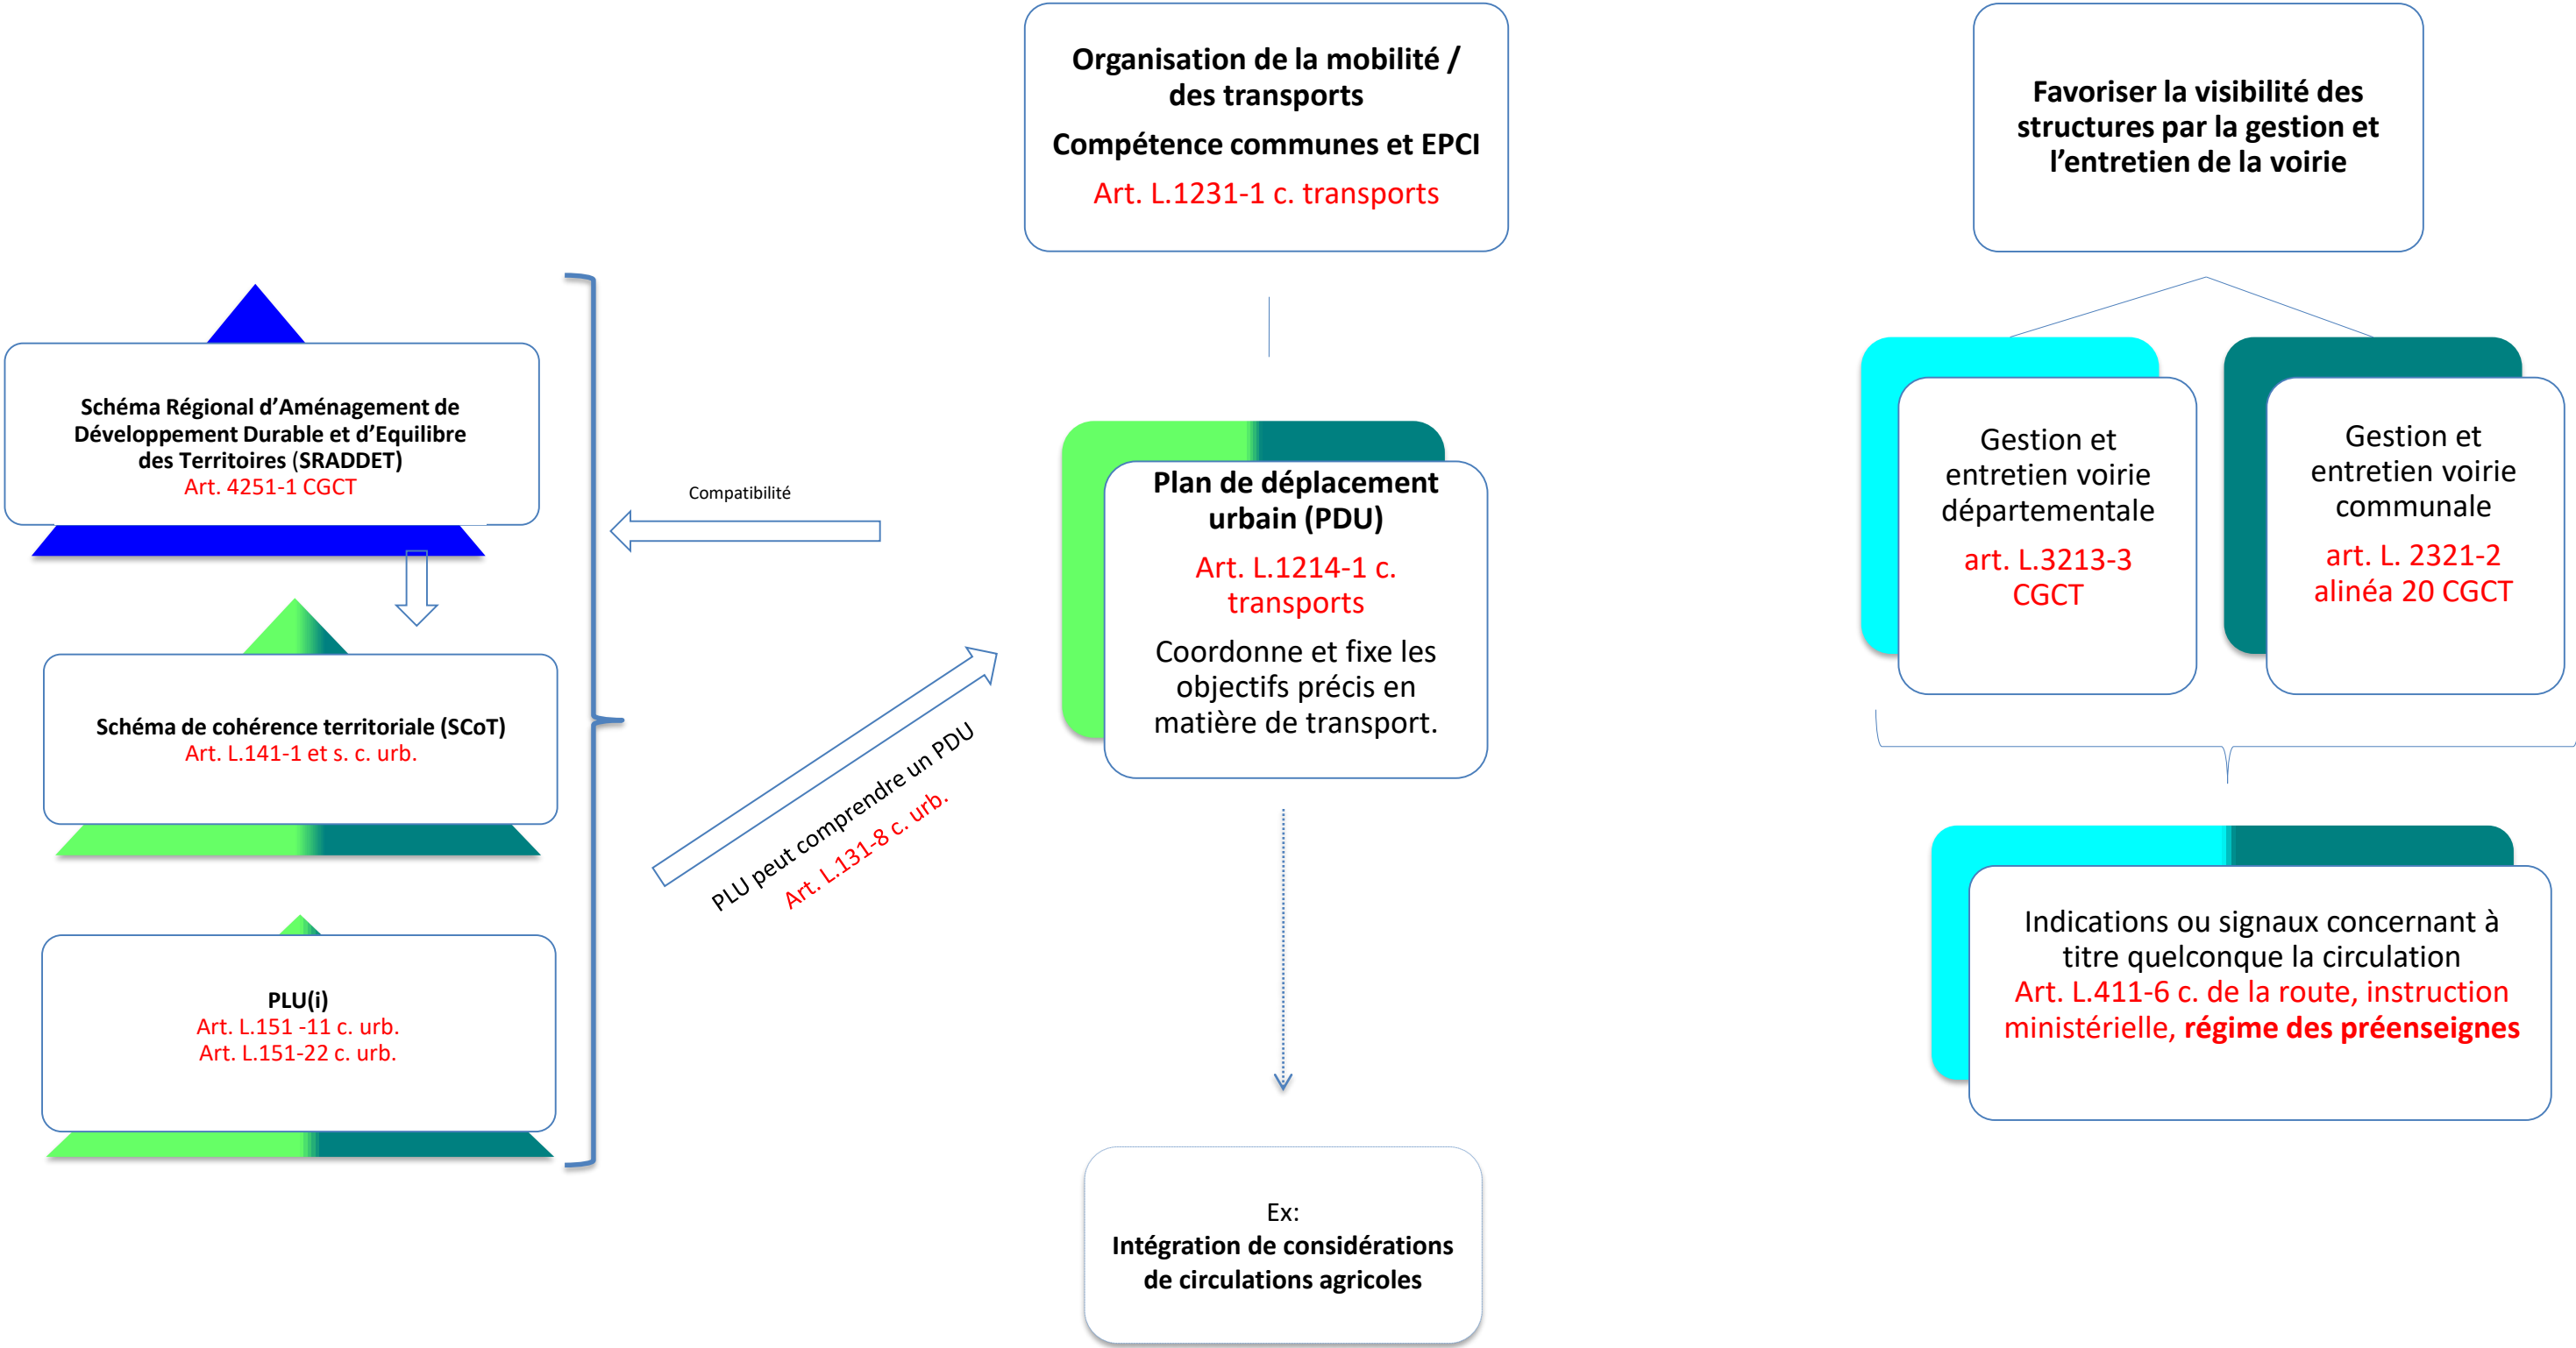 Organisation de la mobilité /
des transports
Compétence communes et EPCI
Art. L.1231-1 c. transports
Favoriser la visibilité des
structures par la gestion et
l’entretien de la voirie
Schéma Régional d’Aménagement de
Développement Durable et d’Equilibre
des Territoires (SRADDET)
Art. 4251-1 CGCT
Schéma de cohérence territoriale (SCoT)
Art. L.141-1 et s. c. urb.
PLU(i)
Art. L.151 -11 c. urb.
Art. L.151-22 c. urb.
Compatibilité
PLU peut comprendre un PDU
Art. L.131-8 c. urb.
Plan de déplacement
urbain (PDU)
Art. L.1214-1 c.
transports
Coordonne et fixe les
objectifs précis en
matière de transport.
Ex:
Intégration de considérations
de circulations agricoles
Gestion et
entretien voirie
départementale
art. L.3213-3
CGCT
Gestion et
entretien voirie
communale
art. L. 2321-2
alinéa 20 CGCT
Indications ou signaux concernant à
titre quelconque la circulation
Art. L.411-6 c. de la route, instruction
ministérielle, régime des préenseignes